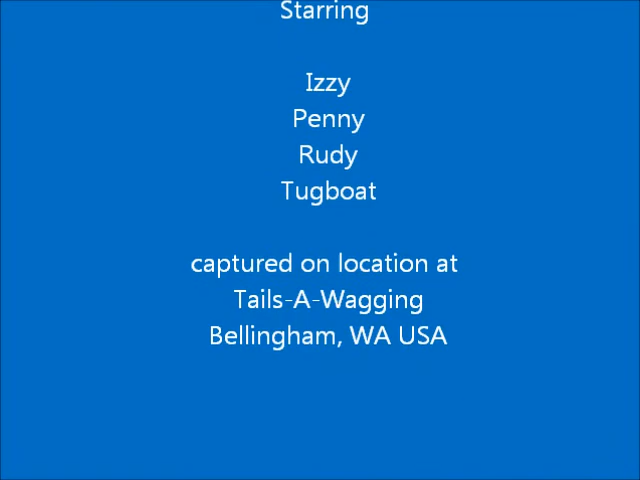 Starring
Izzy
Penny
Rudy
Tugboat
captured on location at
Tails-A-Wagging
Bellingham, WA USA